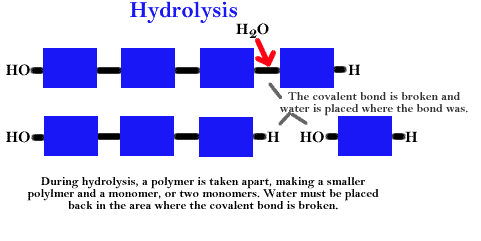 Hydrolysis
H2O
HO H
The covalent bond is broken and
water is placed where the bond was.
HO H HO H
During hydrolysis, a polymer is taken apart, making a smaller
polylmer and a monomer, or two monomers. Water must be placed
back in the area where the covalent bond is broken.